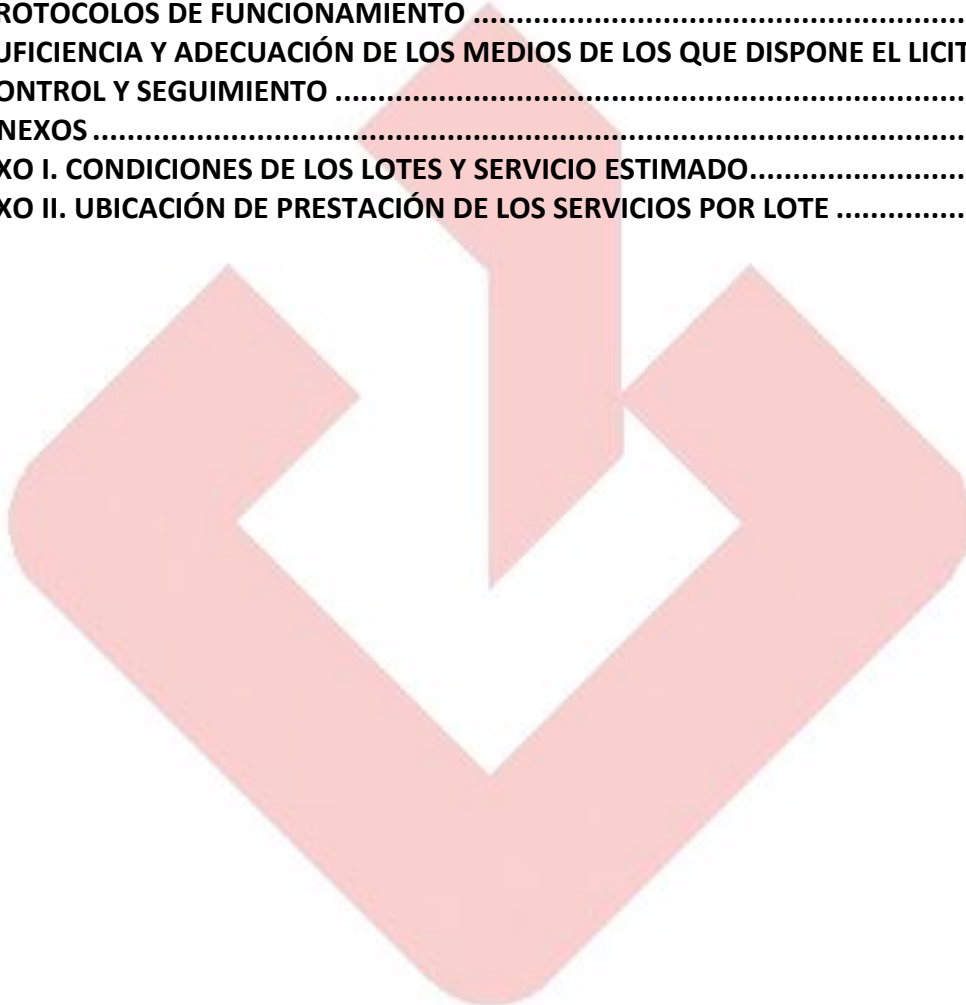 ROTOCOLOS DE FUNCIONAMIENTO ........................................................................
UFICIENCIA Y ADECUACIÓN DE LOS MEDIOS DE LOS QUE DISPONE EL LICIT
ONTROL Y SEGUIMIENTO ........................................................................................
NEXOS .....................................................................................................................
XO I. CONDICIONES DE LOS LOTES Y SERVICIO ESTIMADO..............................
XO II. UBICACIÓN DE PRESTACIÓN DE LOS SERVICIOS POR LOTE ..................